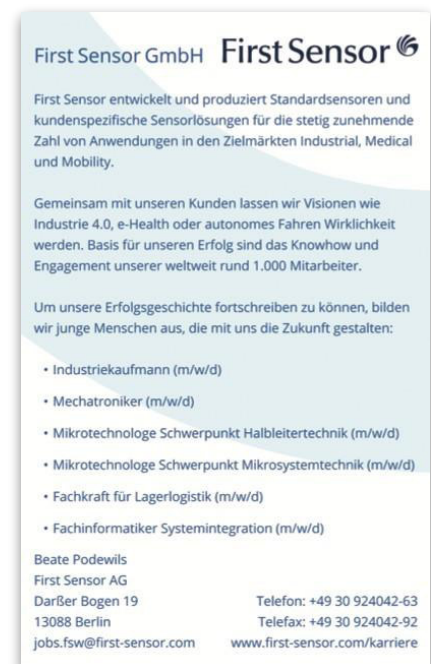 First Sensor GmbH First Sensor
First Sensor entwickelt und produziert Standardsensoren und
kundenspezifische Sensorlösungen für die stetig zunehmende
Zahl von Anwendungen in den Zielmärkten Industrial, Medical
und Mobility.
Gemeinsam mit unseren Kunden lassen wir Visionen wie
Industrie 4.0, e-Health oder autonomes Fahren Wirklichkeit
werden. Basis für unseren Erfolg sind das Knowhow und
Engagement unserer weltweit rund 1.000 Mitarbeiter.
Um unsere Erfolgsgeschichte fortschreiben zu können, bilden
wir junge Menschen aus, die mit uns die Zukunft gestalten:
• Industriekaufmann (m/w/d)
• Mechatroniker (m/w/d)
• Mikrotechnologe Schwerpunkt Halbleitertechnik (m/w/d)
• Mikrotechnologe Schwerpunkt Mikrosystemtechnik (m/w/d)
• Fachkraft für Lagerlogistik (m/w/d)
• Fachinformatiker Systemintegration (m/w/d)
Beate Podewils
First Sensor AG
Darßer Bogen 19 Telefon: +49 30 924042-63
13088 Berlin Telefax: +49 30 924042-92
jobs.fsw@first-sensor.com www.first-sensor.com/karriere